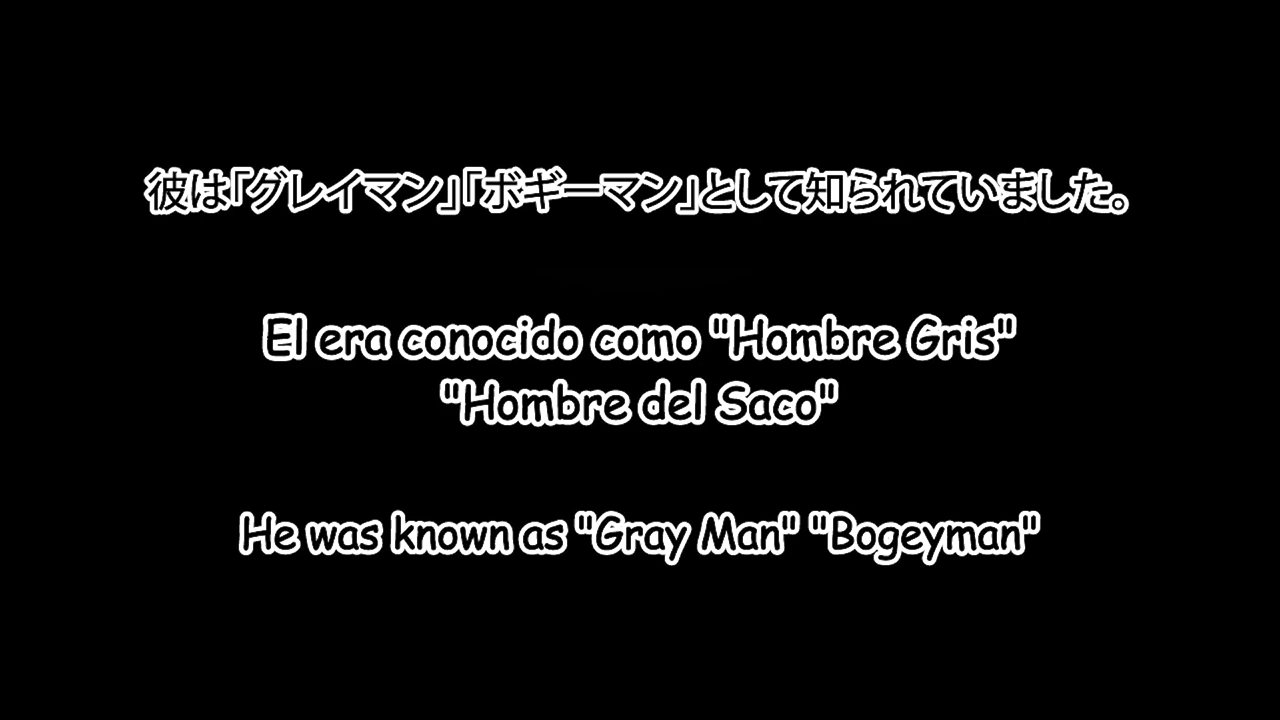 彼は「グレイマン」「ボギーマン」として知られていました。
El era conocido como "Hombre Gris"
"Hombre del Saco"
He was known as "Gray Man" "Bogeyman"